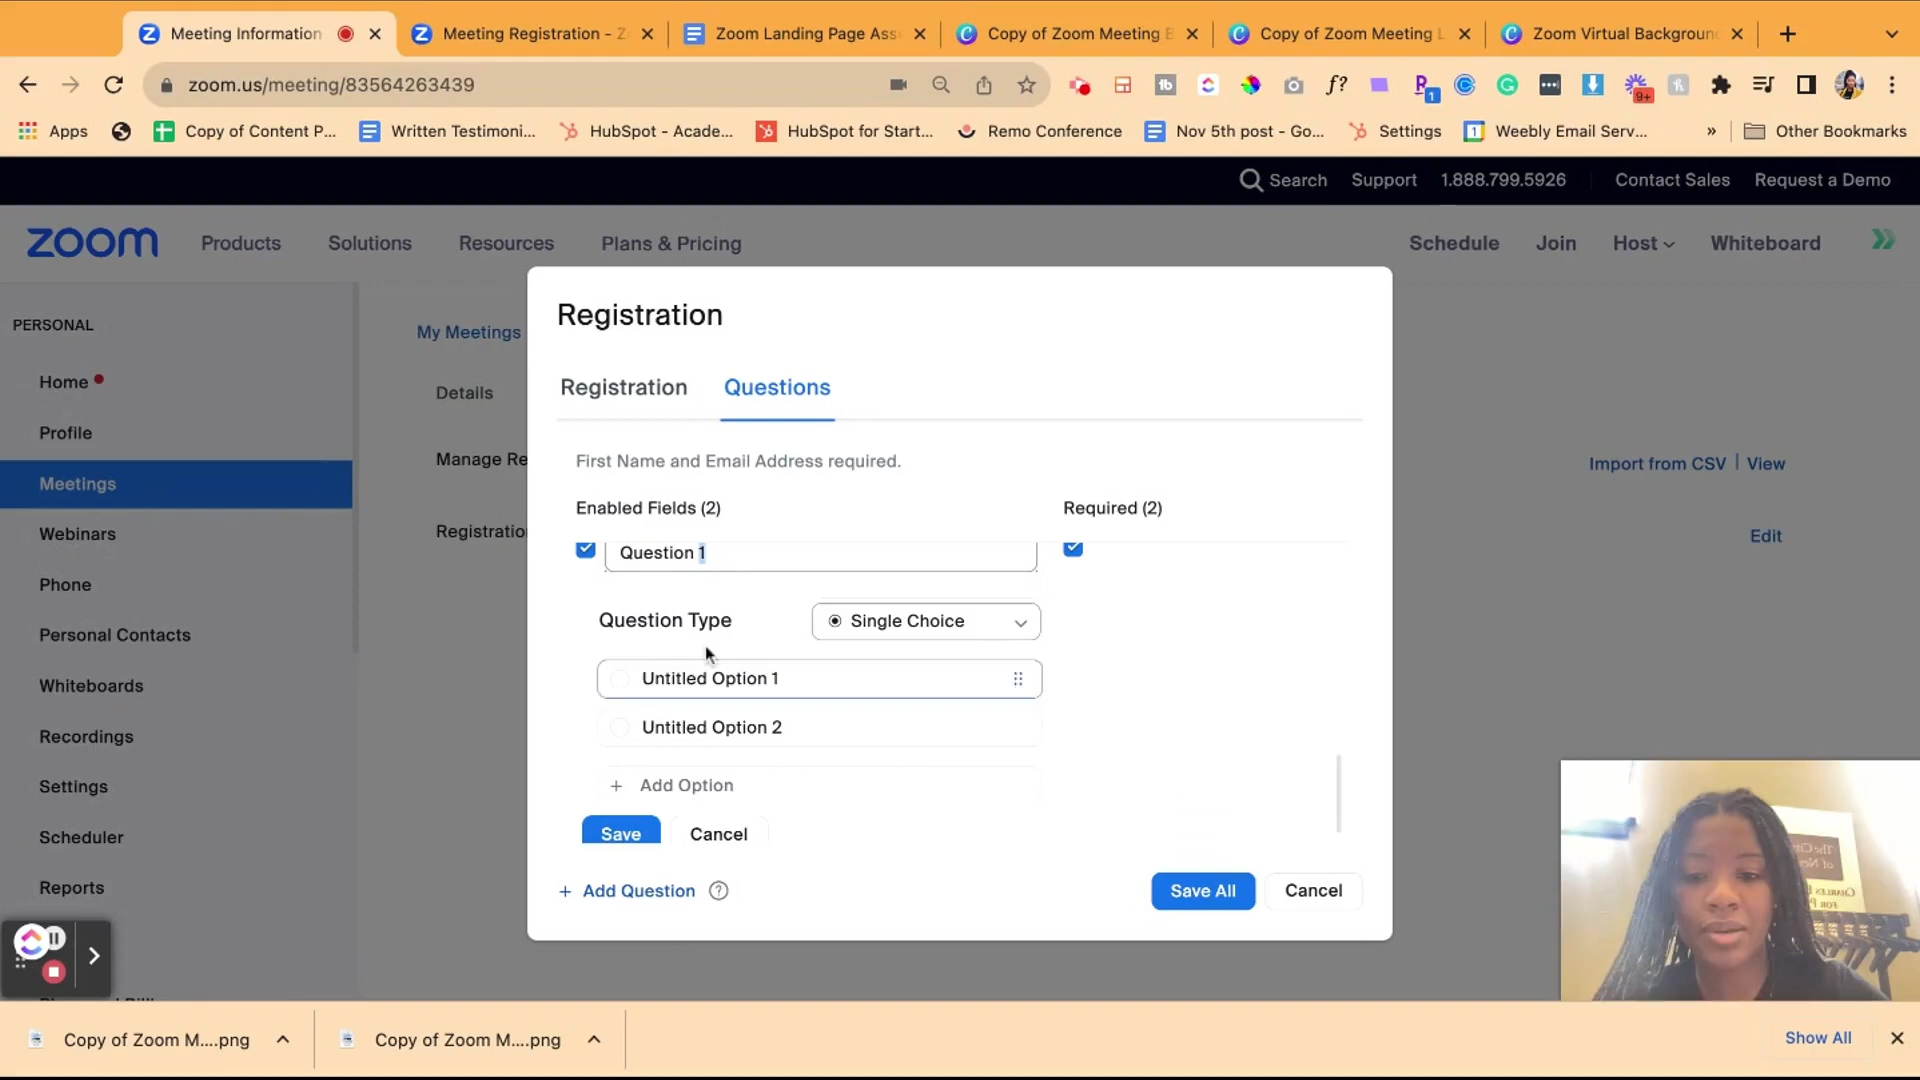 Meeting Information
Meeting Registration - Z
Zoom Landing Page Ass
Copy of Zoom Meeting B
Copy of Zoom Meeting L
Zoom Virtual Backgroun
zoom.us/meeting/83564263439
tb
f?
1
9+
Apps
Copy of Content P...
Written Testimoni...
HubSpot - Acade...
HubSpot for Start...
Remo Conference
Nov 5th post - Go...
Settings
Weebly Email Serv...
»
Other Bookmarks
Search
Support
1.888.799.5926
Contact Sales
Request a Demo
zoom
Products
Solutions
Resources
Plans & Pricing
Schedule
Join
Host
Whiteboard
PERSONAL
Home
Profile
Meetings
Webinars
Phone
Personal Contacts
Whiteboards
Recordings
Settings
Scheduler
Reports
My Meetings
Details
Manage Re
Registration
Import from CSV | View
Edit
Registration
Registration
Questions
First Name and Email Address required.
Enabled Fields (2)
Required (2)
Question 1
Question Type
Single Choice
Untitled Option 1
Untitled Option 2
+ Add Option
Save
Cancel
+ Add Question ?
Save All
Cancel
Copy of Zoom M....png
Copy of Zoom M....png
Show All